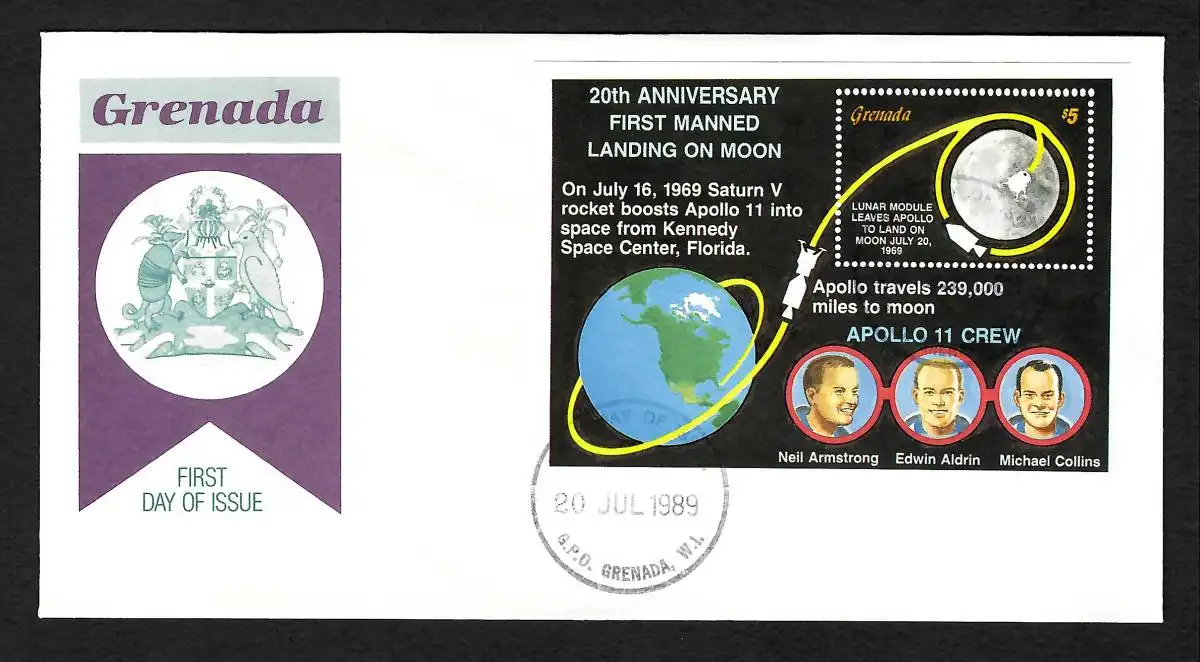 Grenada
FIRST
DAY OF ISSUE
20th ANNIVERSARY
FIRST MANNED
LANDING ON MOON
On July 16, 1969 Saturn V
rocket boosts Apollo 11 into
space from Kennedy
Space Center, Florida.
Grenada
$5
LUNAR MODULE
LEAVES APOLLO
TO LAND ON
MOON JULY 20,
1969
Apollo travels 239,000
miles to moon
APOLLO 11 CREW
Neil Armstrong
Edwin Aldrin
Michael Collins
DAY OF
20 JUL 1989
G.P.O. GRENADA, W.I.